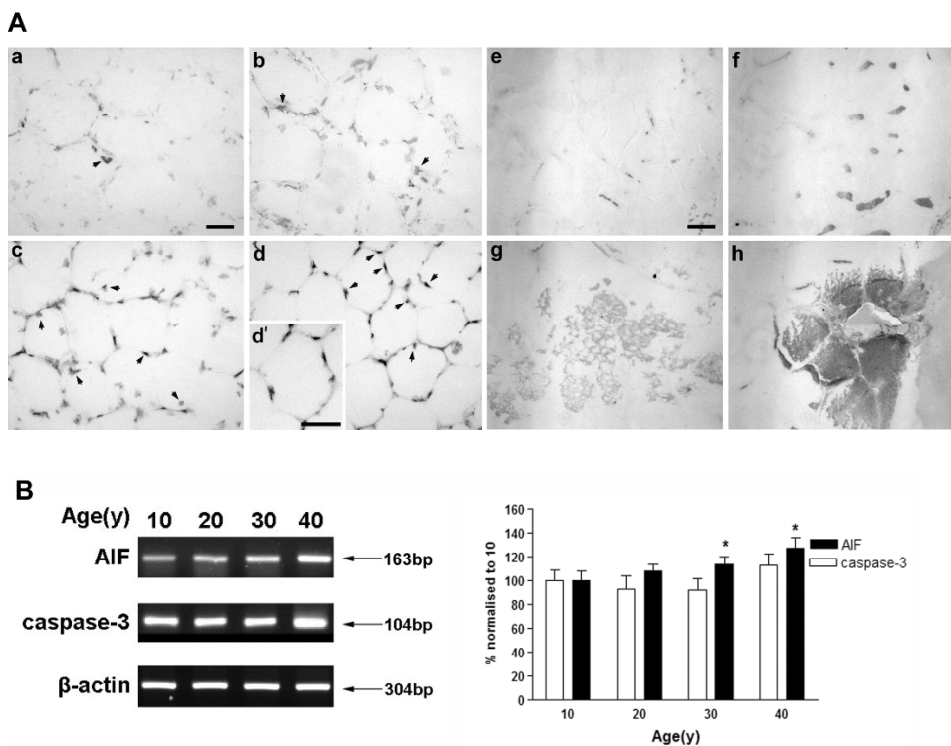 A
a
b
e
f
c
d
d'
g
h
B
Age(y) 10 20 30 40
AIF 163bp
caspase-3 104bp
β-actin 304bp
160
140
120
100
80
60
40
20
0
% normalised to 10
* *
AIF
caspase-3
10 20 30 40
Age(y)